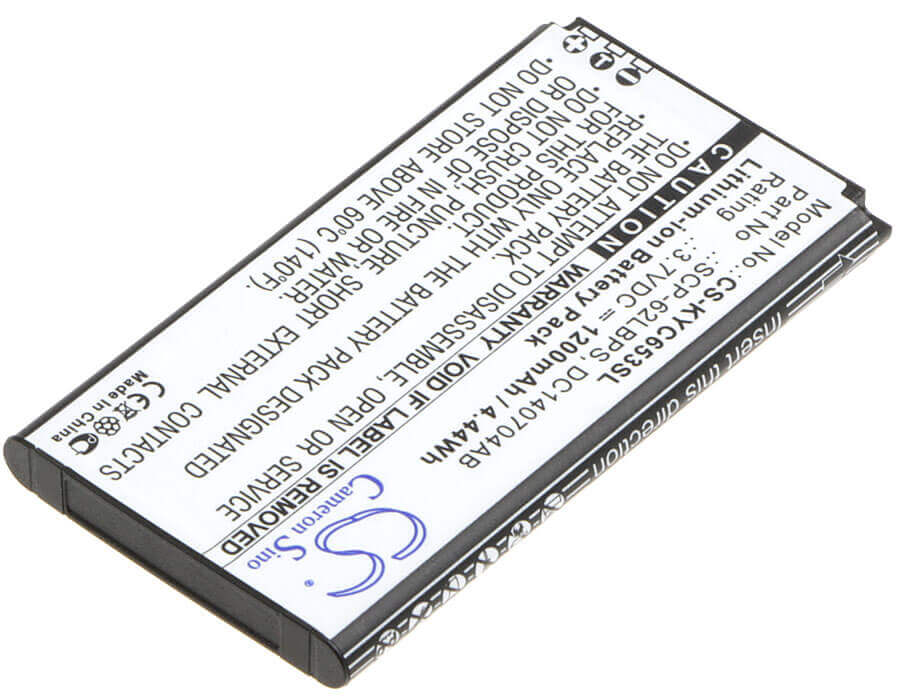 Model No.: CS-KYC653SL
Part No : SCP-62LBPS, DC140704AB
Rating : 3.7VDC ⎓ 1200mAh / 4.44Wh
Lithium-ion Battery Pack
CAUTION WARRANTY VOID IF LABEL IS REMOVED
•DO NOT ATTEMPT TO DISASSEMBLE, OPEN OR SERVICE
THE BATTERY PACK.
•REPLACE ONLY WITH THE BATTERY PACK DESIGNATED
FOR THIS PRODUCT.
•DO NOT CRUSH, PUNCTURE, SHORT EXTERNAL CONTACTS
OR DISPOSE OF IN FIRE OR WATER.
•DO NOT STORE ABOVE 60°C (140°F).
Made in China
CE
CS
Cameron Sino
®
Insert this direction
+ T -